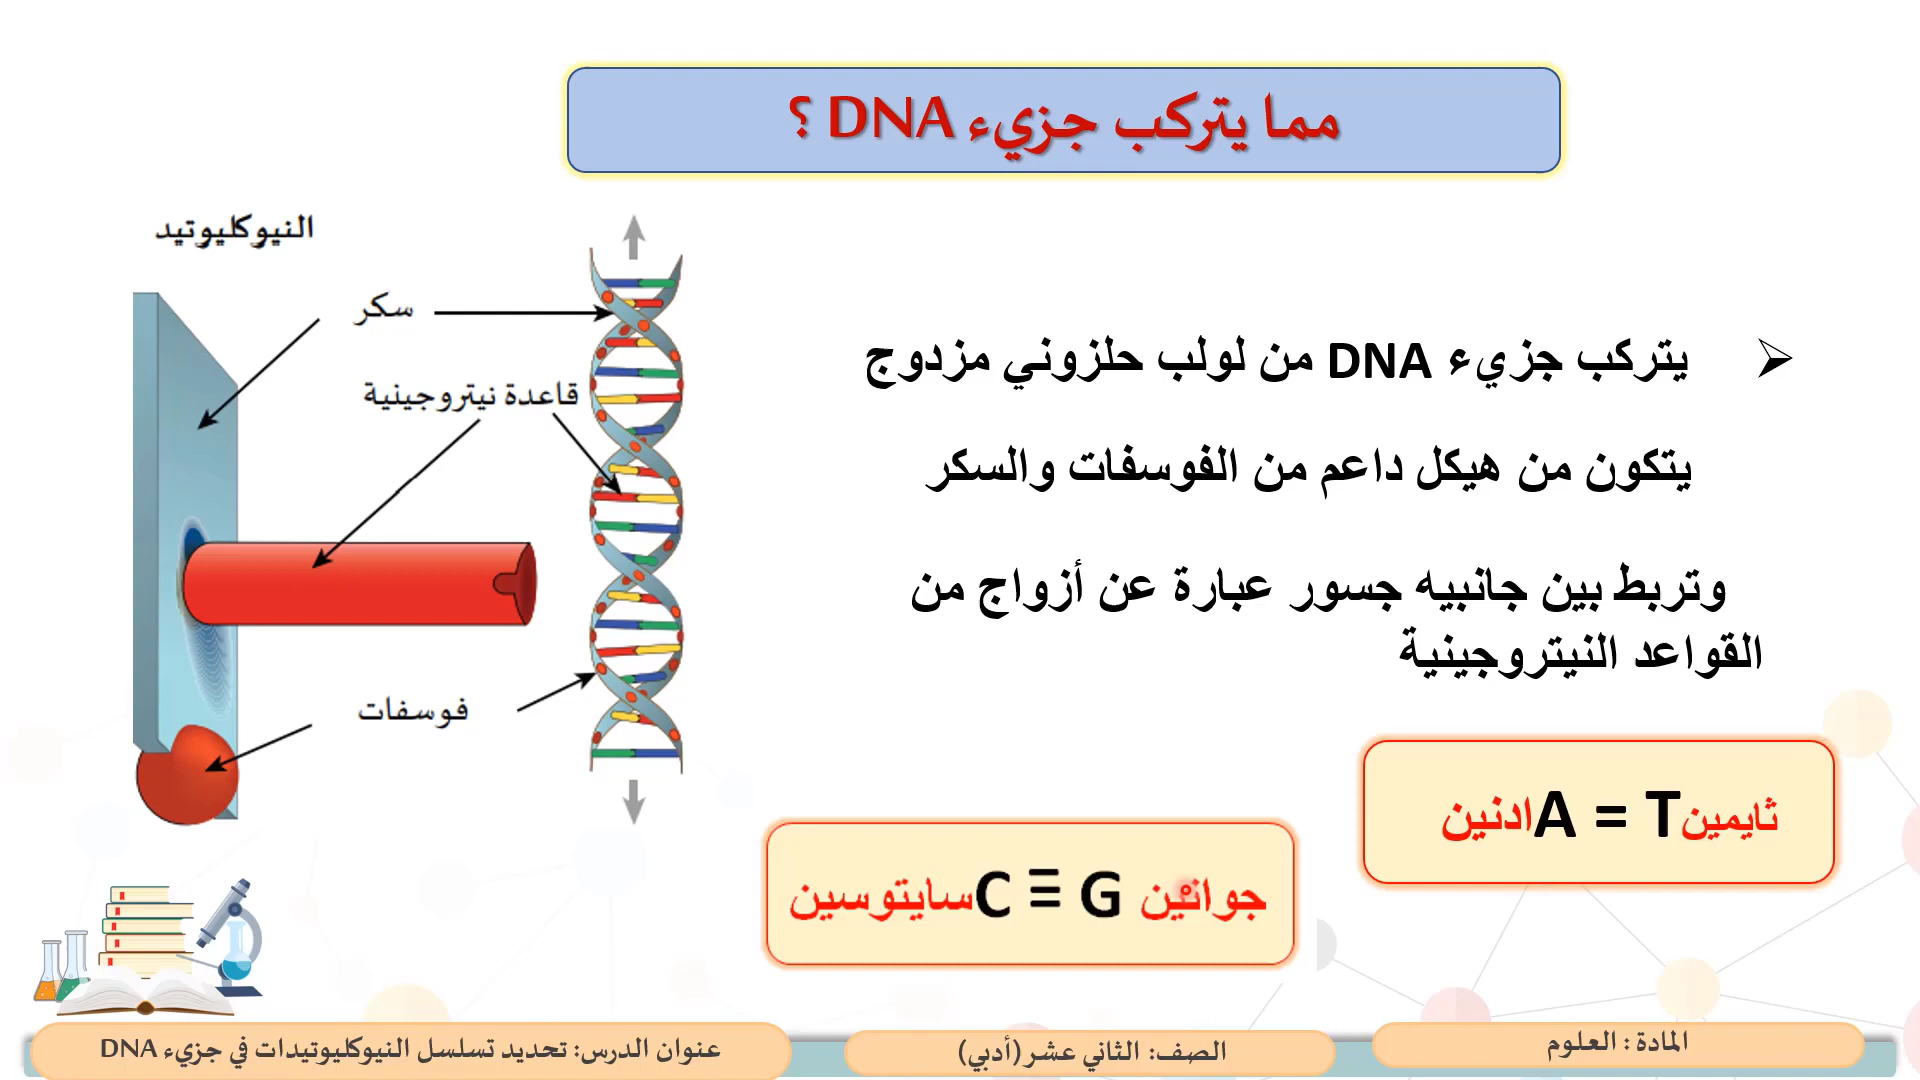 مما يتركب جزيء DNA ؟
النيوكليوتيد
سكر
قاعدة نيتروجينية
فوسفات
➢ يتركب جزيء DNA من لولب حلزوني مزدوج
يتكون من هيكل داعم من الفوسفات والسكر
وتربط بين جانبيه جسور عبارة عن أزواج من
القواعد النيتروجينية
ادنين A = T ثايمين
سايتوسين C ≡ G جوانين
المادة : العلوم
الصف: الثاني عشر (أدبي)
عنوان الدرس: تحديد تسلسل النيوكليوتيدات في جزيء DNA